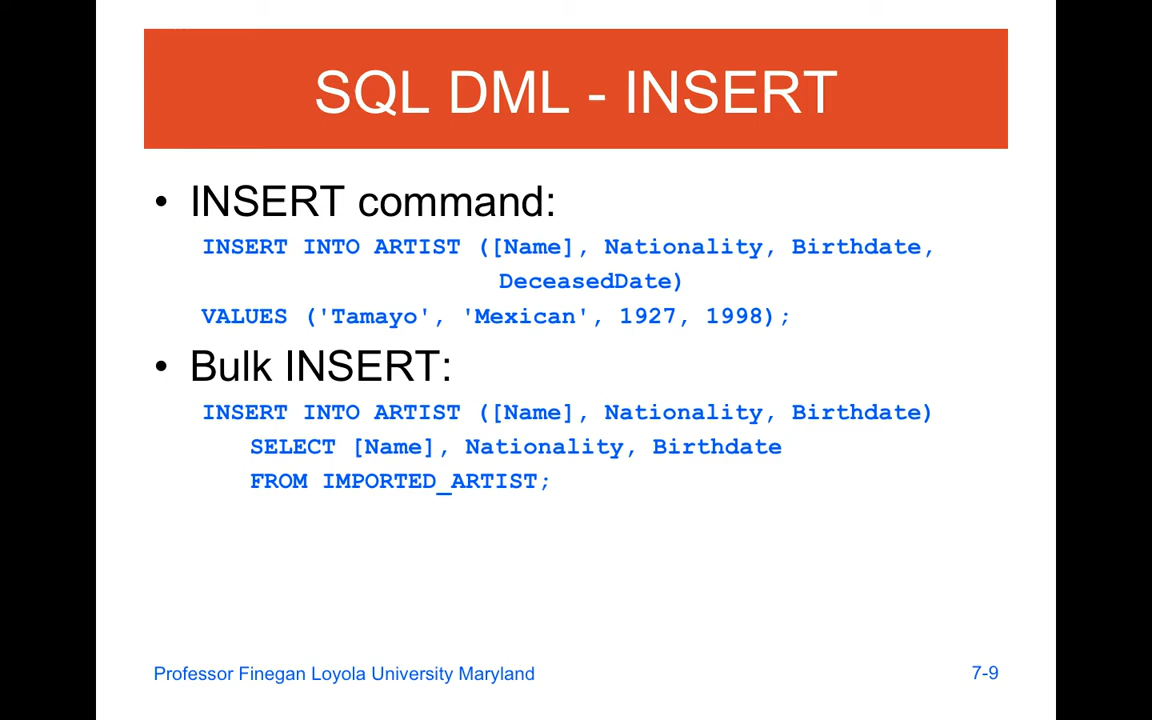 SQL DML - INSERT
• INSERT command:
INSERT INTO ARTIST ([Name], Nationality, Birthdate,
DeceasedDate)
VALUES ('Tamayo', 'Mexican', 1927, 1998);
• Bulk INSERT:
INSERT INTO ARTIST ([Name], Nationality, Birthdate)
SELECT [Name], Nationality, Birthdate
FROM IMPORTED_ARTIST;
Professor Finegan Loyola University Maryland
7-9